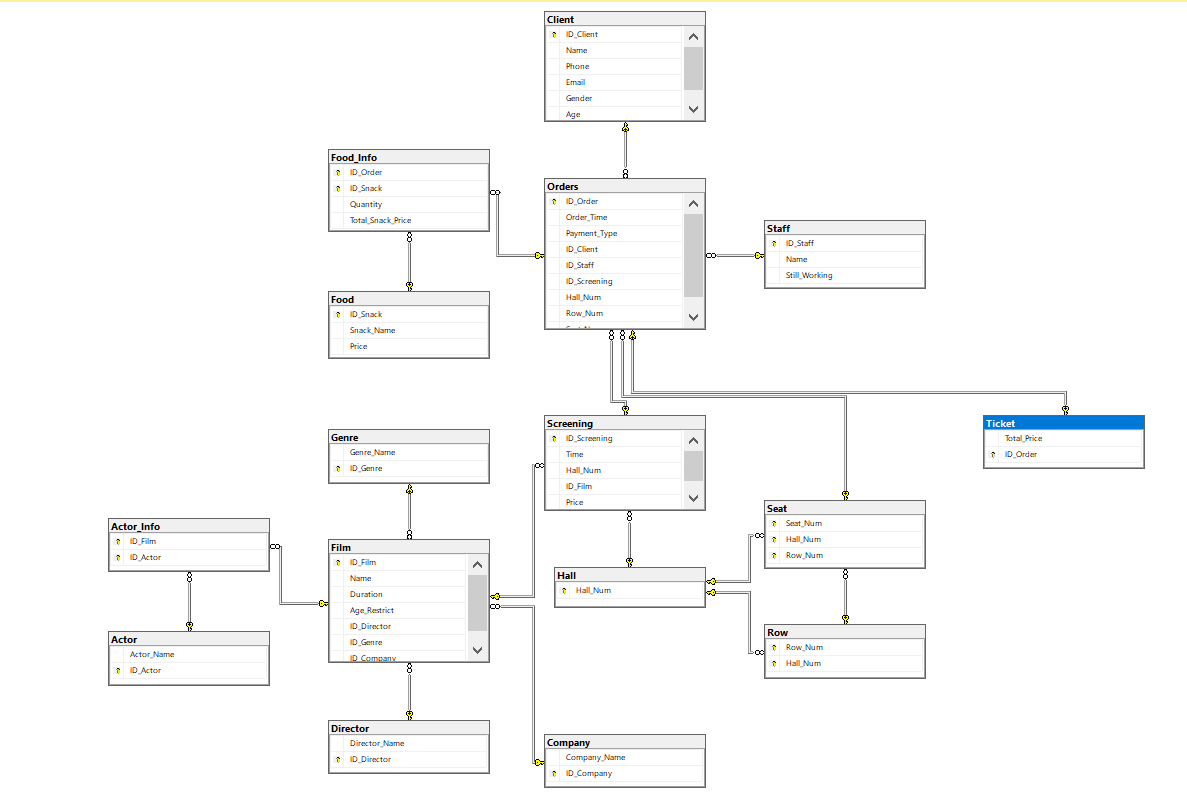 Client
ID_Client
Name
Phone
Email
Gender
Age
Food_Info
ID_Order
ID_Snack
Quantity
Total_Snack_Price
Orders
ID_Order
Order_Time
Payment_Type
ID_Client
ID_Staff
ID_Screening
Hall_Num
Row_Num
Staff
ID_Staff
Name
Still_Working
Food
ID_Snack
Snack_Name
Price
Screening
ID_Screening
Time
Hall_Num
ID_Film
Price
Ticket
Total_Price
ID_Order
Genre
Genre_Name
ID_Genre
Seat
Seat_Num
Hall_Num
Row_Num
Actor_Info
ID_Film
ID_Actor
Film
ID_Film
Name
Duration
Age_Restrict
ID_Director
ID_Genre
ID_Company
Hall
Hall_Num
Actor
Actor_Name
ID_Actor
Row
Row_Num
Hall_Num
Director
Director_Name
ID_Director
Company
Company_Name
ID_Company